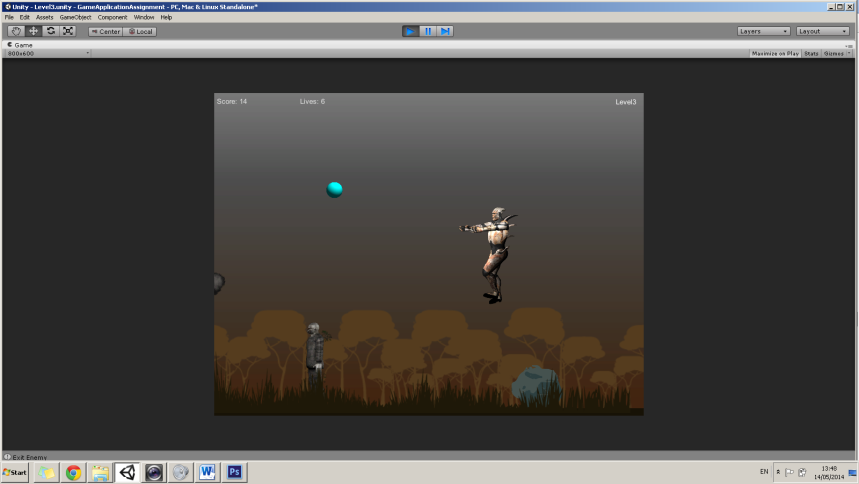 Unity - Level3.unity - GameApplicationAssignment - PC, Mac & Linux Standalone*
File Edit Assets GameObject Component Window Help
Center Local Layers Layout
Game
800x600 Maximize on Play Stats Gizmos
Score: 14 Lives: 6 Level3
Exit Enemy
Start W Ps EN 13:48
14/05/2014